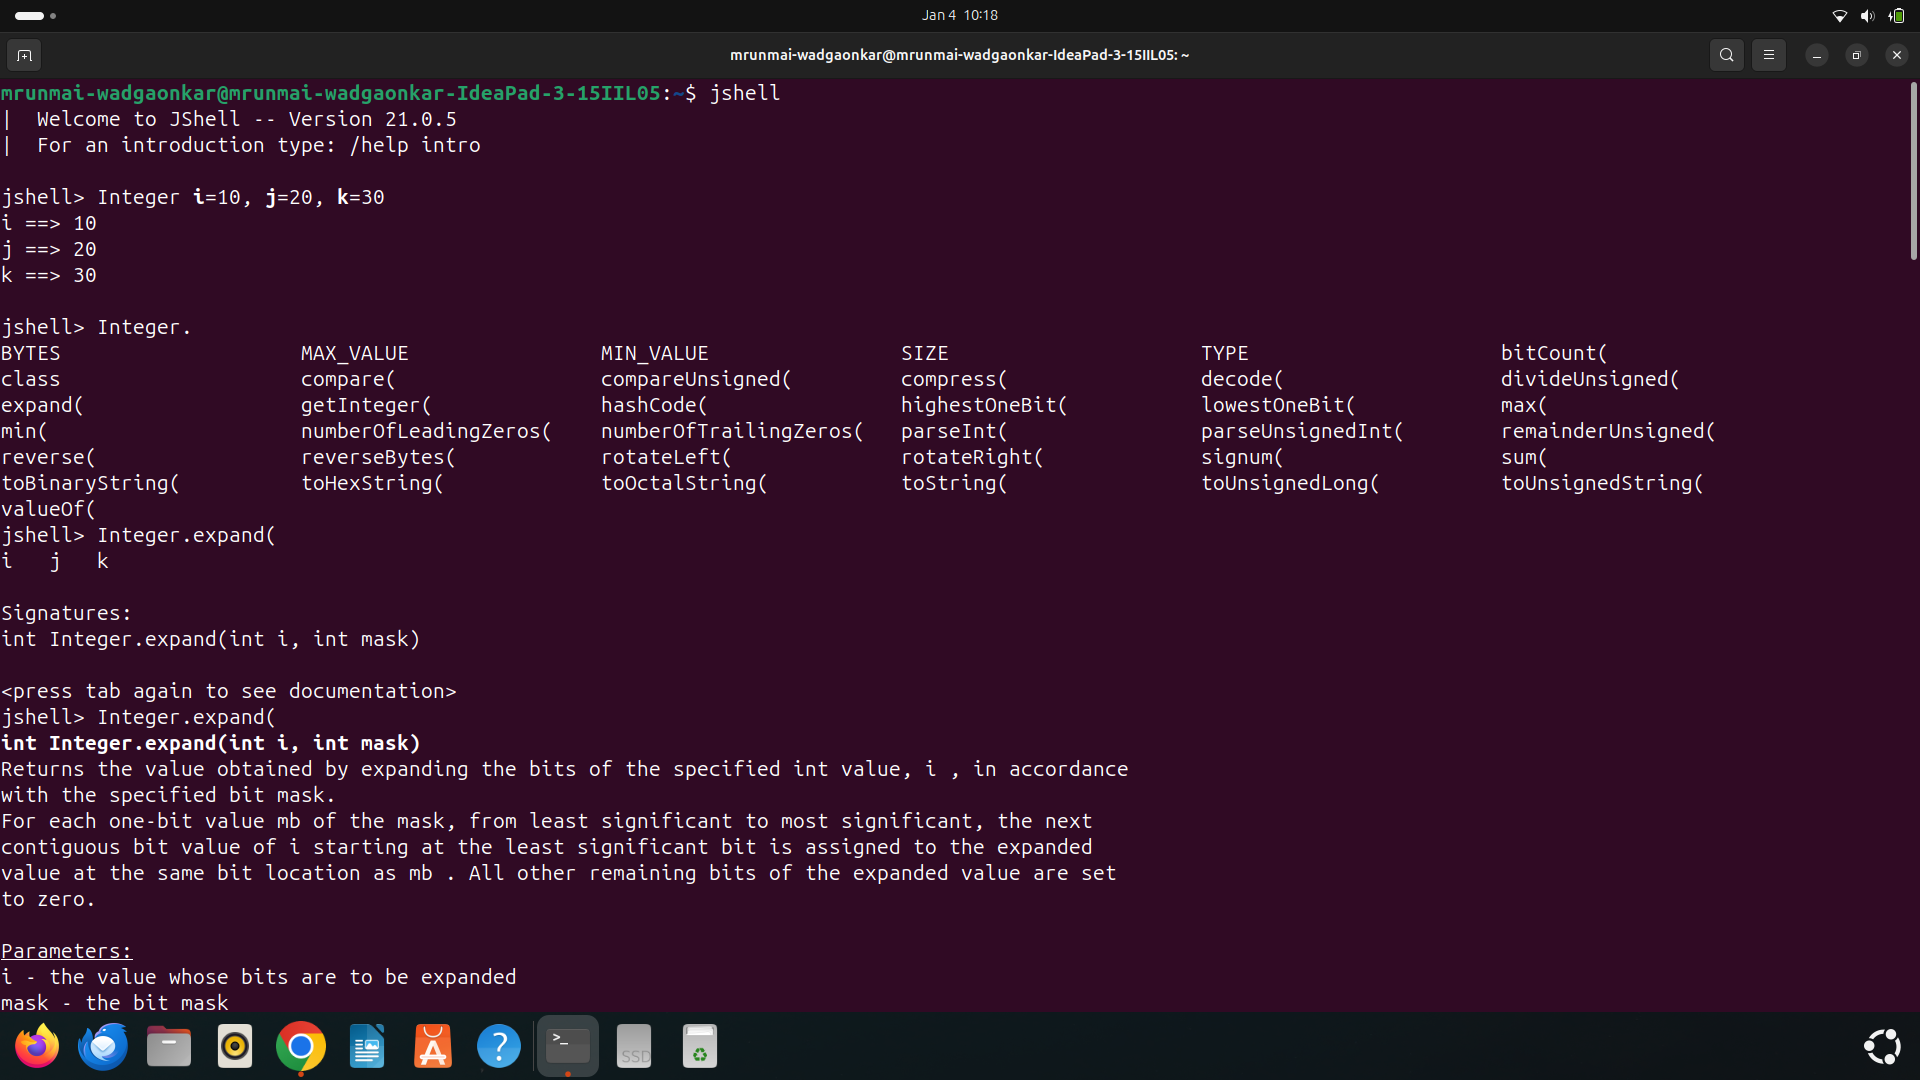 Jan 4 10:18
mrunmai-wadgaonkar@mrunmai-wadgaonkar-IdeaPad-3-15IIL05: ~
mrunmai-wadgaonkar@mrunmai-wadgaonkar-IdeaPad-3-15IIL05:~$ jshell
|  Welcome to JShell -- Version 21.0.5
|  For an introduction type: /help intro
jshell> Integer i=10, j=20, k=30
i ==> 10
j ==> 20
k ==> 30
jshell> Integer.
BYTES MAX_VALUE MIN_VALUE SIZE TYPE bitCount(
class compare( compareUnsigned( compress( decode( divideUnsigned(
expand( getInteger( hashCode( highestOneBit( lowestOneBit( max(
min( numberOfLeadingZeros( numberOfTrailingZeros( parseInt( parseUnsignedInt( remainderUnsigned(
reverse( reverseBytes( rotateLeft( rotateRight( signum( sum(
toBinaryString( toHexString( toOctalString( toString( toUnsignedLong( toUnsignedString(
valueOf(
jshell> Integer.expand(
i   j   k
Signatures:
int Integer.expand(int i, int mask)
<press tab again to see documentation>
jshell> Integer.expand(
int Integer.expand(int i, int mask)
Returns the value obtained by expanding the bits of the specified int value, i , in accordance
with the specified bit mask.
For each one-bit value mb of the mask, from least significant to most significant, the next
contiguous bit value of i starting at the least significant bit is assigned to the expanded
value at the same bit location as mb . All other remaining bits of the expanded value are set
to zero.
Parameters:
i - the value whose bits are to be expanded
mask - the bit mask
>_
SSD